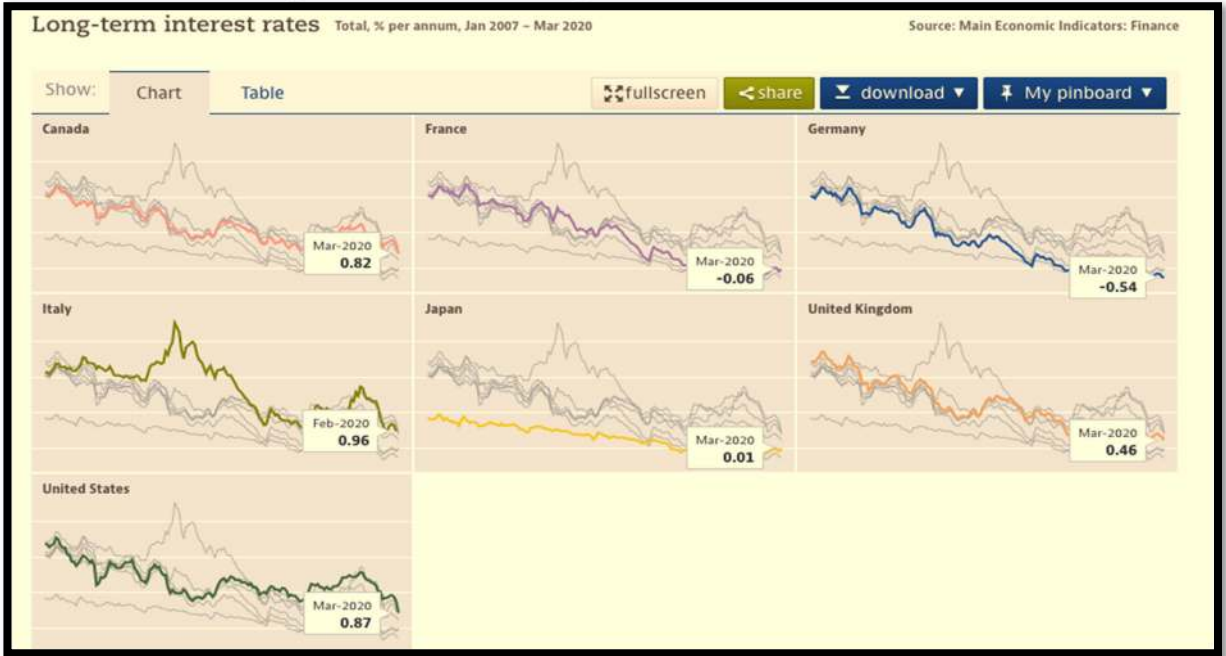 Long-term interest rates Total, % per annum, Jan 2007 – Mar 2020 Source: Main Economic Indicators: Finance
Show: Chart Table fullscreen share download My pinboard
Canada France Germany
Mar-2020
0.82
Mar-2020
-0.06
Mar-2020
-0.54
Italy Japan United Kingdom
Feb-2020
0.96
Mar-2020
0.01
Mar-2020
0.46
United States
Mar-2020
0.87